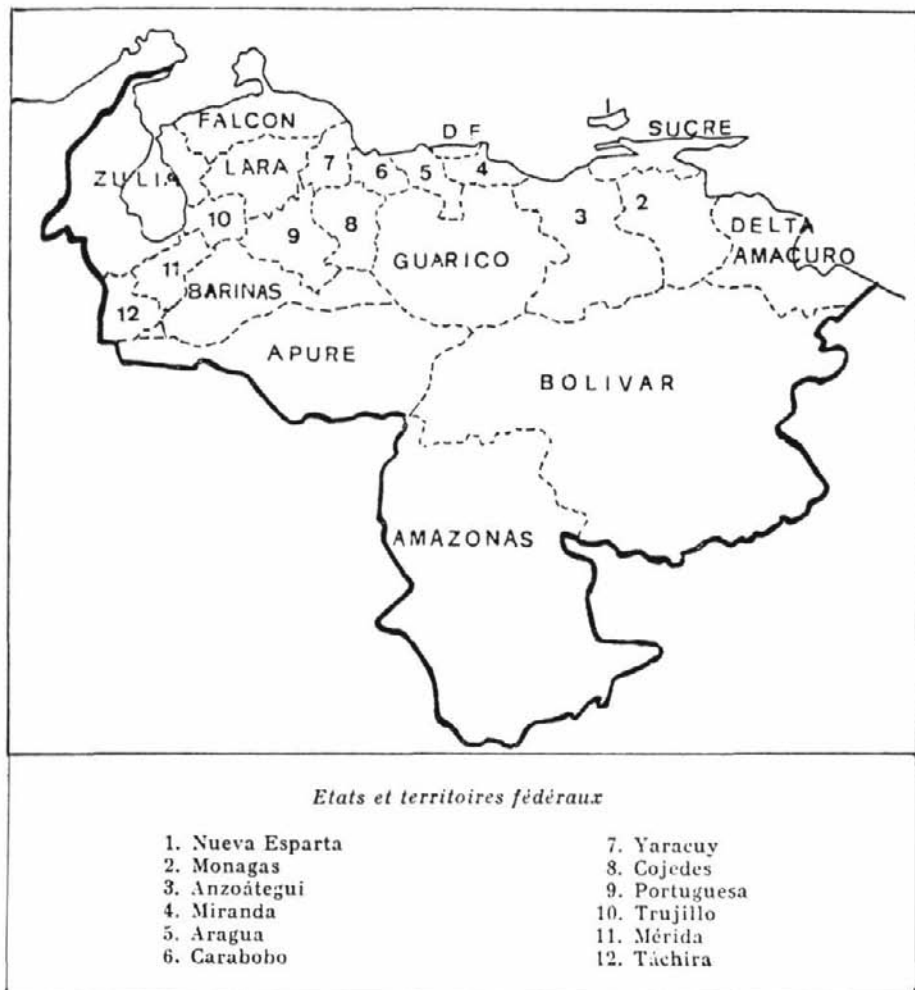 1
FALCON
D F
SUCRE
ZULIA
LARA
7
6
5
4
10
9
8
3
2
DELTA
AMACURO
GUARICO
11
BARINAS
12
APURE
BOLIVAR
AMAZONAS
Etats et territoires fédéraux
1. Nueva Esparta
2. Monagas
3. Anzoátegui
4. Miranda
5. Aragua
6. Carabobo
7. Yaracuy
8. Cojedes
9. Portuguesa
10. Trujillo
11. Mérida
12. Táchira